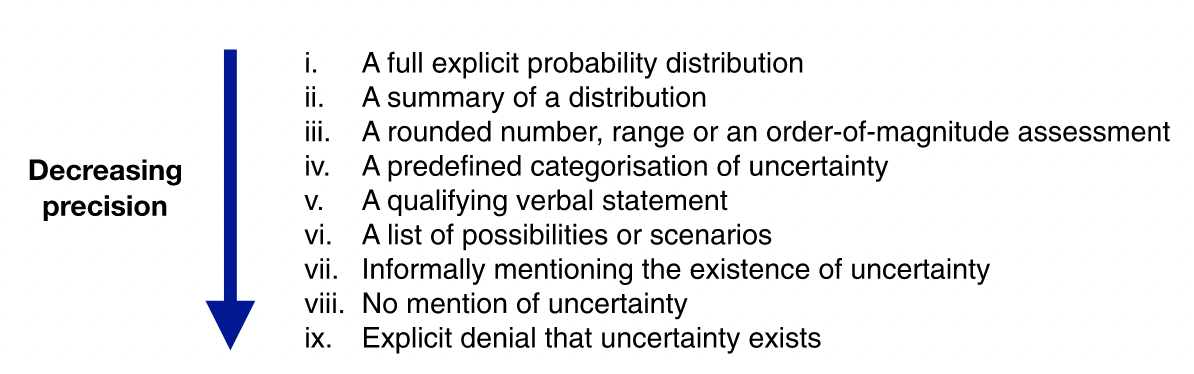 Decreasing
precision
i. A full explicit probability distribution
ii. A summary of a distribution
iii. A rounded number, range or an order-of-magnitude assessment
iv. A predefined categorisation of uncertainty
v. A qualifying verbal statement
vi. A list of possibilities or scenarios
vii. Informally mentioning the existence of uncertainty
viii. No mention of uncertainty
ix. Explicit denial that uncertainty exists